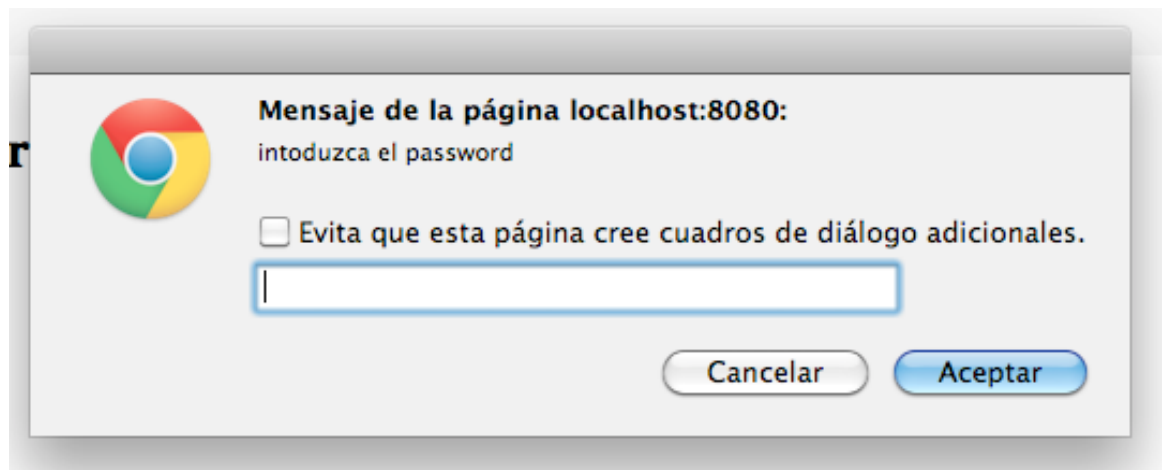 Mensaje de la página localhost:8080:
r
intoduzca el password
Evita que esta página cree cuadros de diálogo adicionales.
Cancelar Aceptar